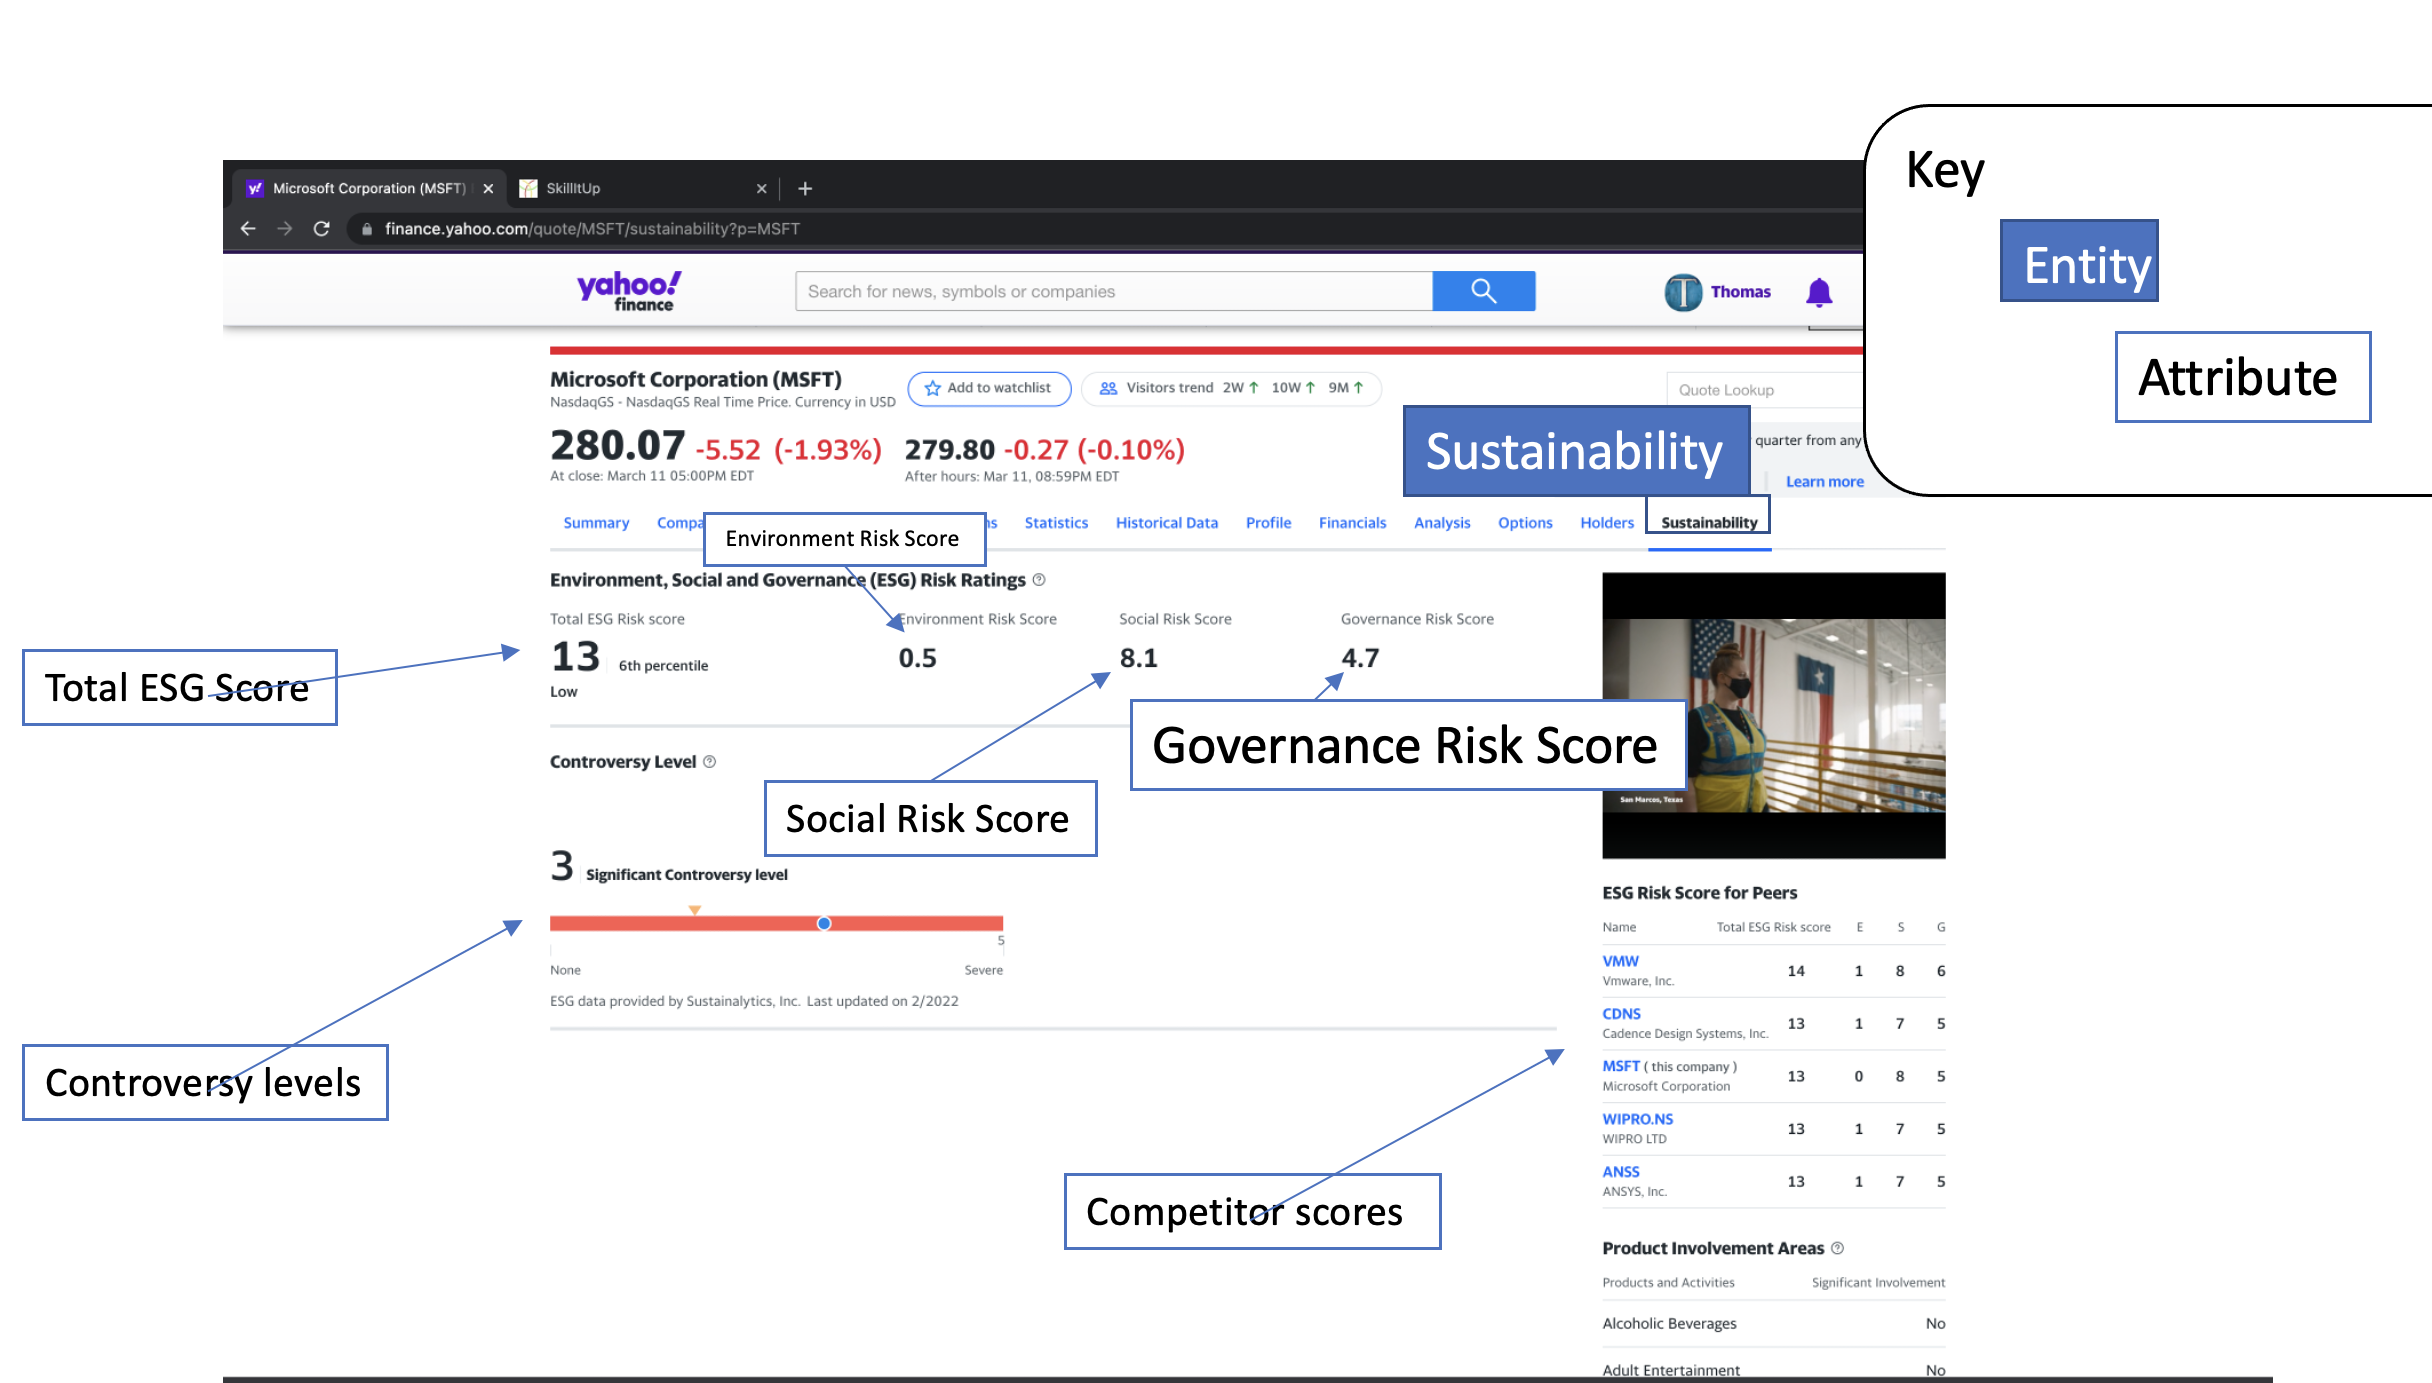 Key
Entity
Attribute
Microsoft Corporation (MSFT)
SkillItUp
finance.yahoo.com/quote/MSFT/sustainability?p=MSFT
yahoo!
finance
Search for news, symbols or companies
T
Thomas
Microsoft Corporation (MSFT)
NasdaqGS - NasdaqGS Real Time Price. Currency in USD
Add to watchlist
Visitors trend 2W ↑ 10W ↑ 9M ↑
Quote Lookup
280.07 -5.52 (-1.93%)
At close: March 11 05:00PM EDT
279.80 -0.27 (-0.10%)
After hours: Mar 11, 08:59PM EDT
Sustainability
quarter from any
Learn more
Summary Compa Statistics Historical Data Profile Financials Analysis Options Holders Sustainability
Environment Risk Score
Environment, Social and Governance (ESG) Risk Ratings
Total ESG Risk score
13 6th percentile
Low
Environment Risk Score
0.5
Social Risk Score
8.1
Governance Risk Score
4.7
Total ESG Score
Governance Risk Score
Social Risk Score
Controversy Level
3 Significant Controversy level
5
None Severe
ESG data provided by Sustainalytics, Inc. Last updated on 2/2022
Controversy levels
Competitor scores
San Marcos, Texas
ESG Risk Score for Peers
Name Total ESG Risk score E S G
VMW
Vmware, Inc.
14 1 8 6
CDNS
Cadence Design Systems, Inc.
13 1 7 5
MSFT ( this company )
Microsoft Corporation
13 0 8 5
WIPRO.NS
WIPRO LTD
13 1 7 5
ANSS
ANSYS, Inc.
13 1 7 5
Product Involvement Areas
Products and Activities Significant Involvement
Alcoholic Beverages No
Adult Entertainment No